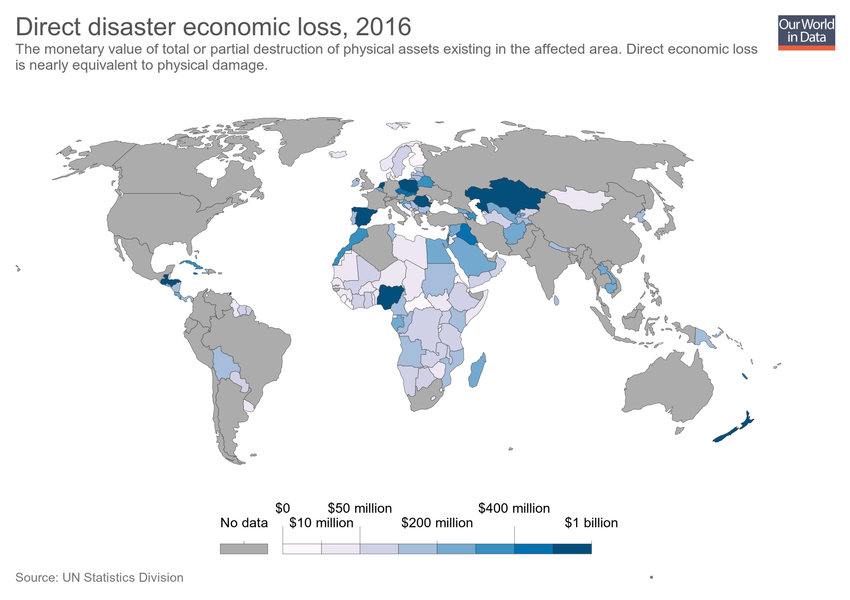 Direct disaster economic loss, 2016
Our World
in Data
The monetary value of total or partial destruction of physical assets existing in the affected area. Direct economic loss
is nearly equivalent to physical damage.
$0 $50 million $400 million
No data $10 million $200 million $1 billion
Source: UN Statistics Division